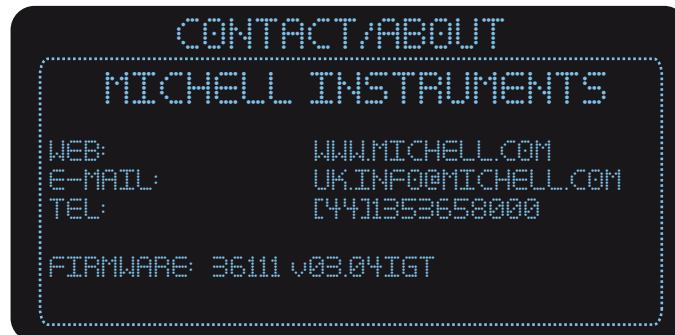 CONTACT/ABOUT
MICHELL INSTRUMENTS
WEB: WWW.MICHELL.COM
E-MAIL: UK.INFO@MICHELL.COM
TEL: [44]1353658000
FIRMWARE: 36111 v03.04IGT